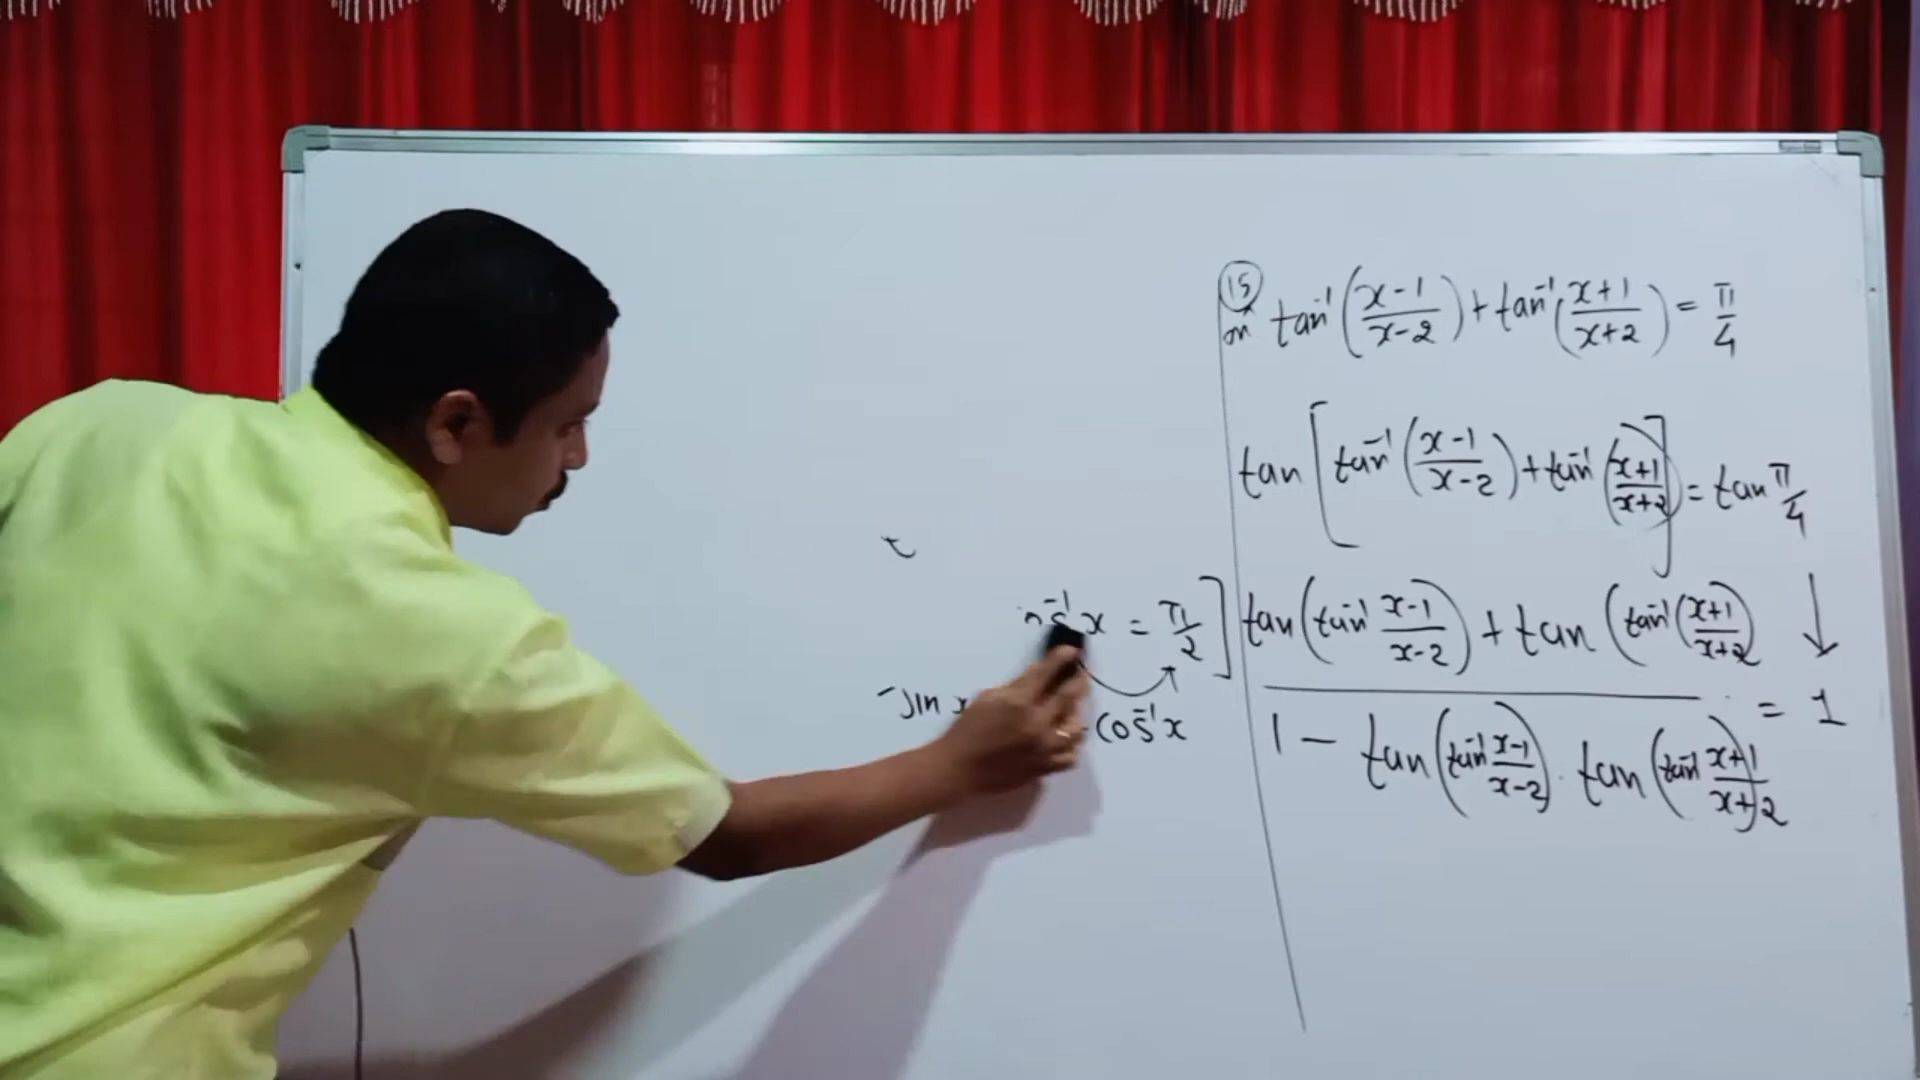 t
cos⁻¹x = π/2 ]
sin x - cos⁻¹x
(15) on tan⁻¹((x-1)/(x-2)) + tan⁻¹((x+1)/(x+2)) = π/4
tan[tan⁻¹((x-1)/(x-2)) + tan⁻¹((x+1)/(x+2))] = tan π/4
tan(tan⁻¹ (x-1)/(x-2)) + tan(tan⁻¹((x+1)/(x+2) ↓
= 1
1 - tan(tan⁻¹ (x-1)/(x-2)) . tan(tan⁻¹ (x+1)/(x+2))